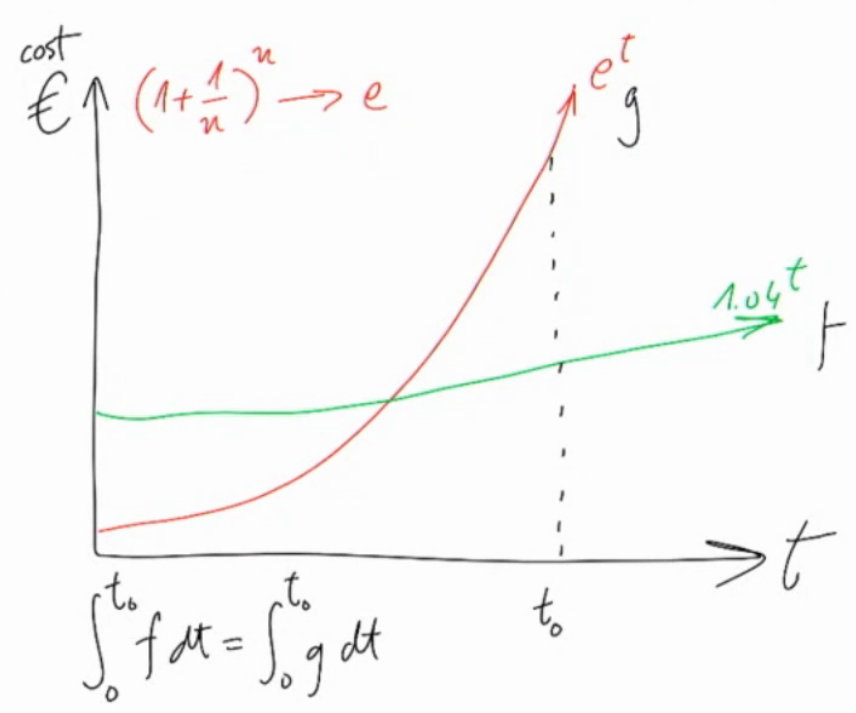 cost
€
(1+1/n)^n → e
e^t
g
1.04^t
f
t
t₀
∫₀^t₀ f dt = ∫₀^t₀ g dt